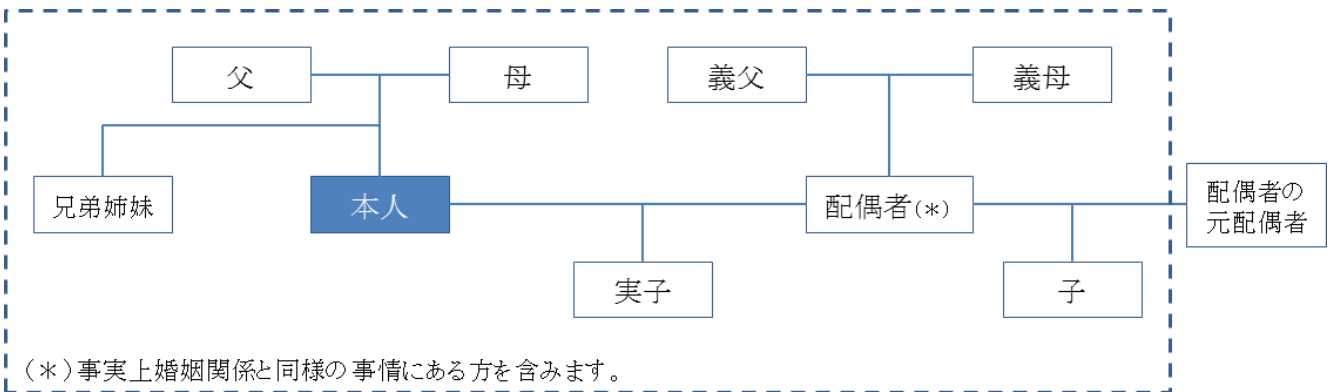 父
母
義父
義母
兄弟姉妹
本人
配偶者(*)
配偶者の
元配偶者
実子
子
(*)事実上婚姻関係と同様の事情にある方を含みます。